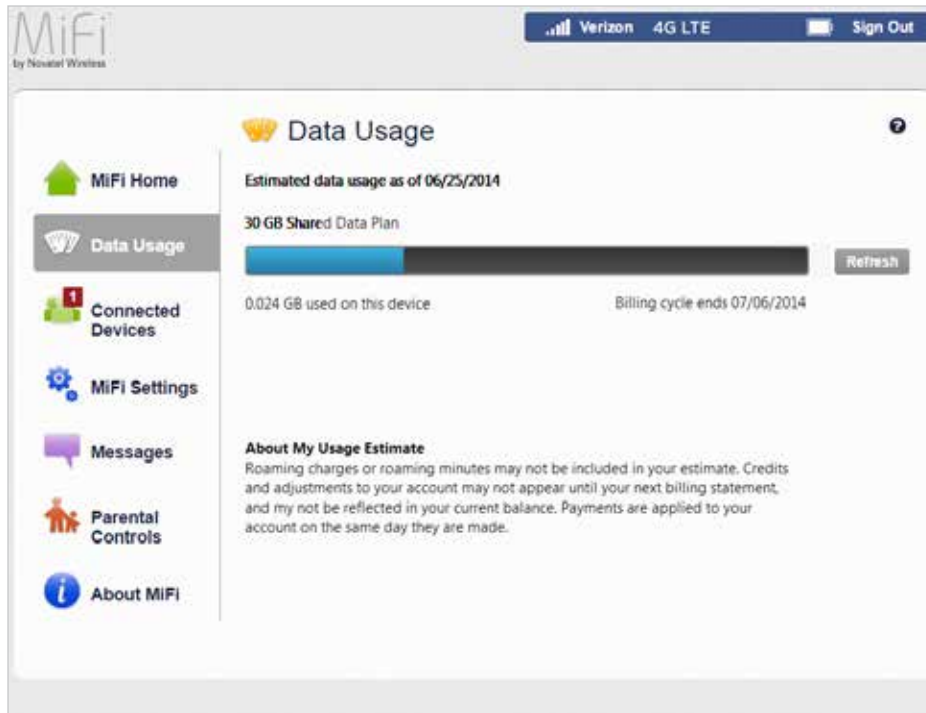 MiFi
by Novatel Wireless
Verizon 4G LTE Sign Out
Data Usage
MiFi Home
Data Usage
1
Connected
Devices
MiFi Settings
Messages
Parental
Controls
About MiFi
Estimated data usage as of 06/25/2014
30 GB Shared Data Plan
Refresh
0.024 GB used on this device
Billing cycle ends 07/06/2014
About My Usage Estimate
Roaming charges or roaming minutes may not be included in your estimate. Credits
and adjustments to your account may not appear until your next billing statement,
and my not be reflected in your current balance. Payments are applied to your
account on the same day they are made.